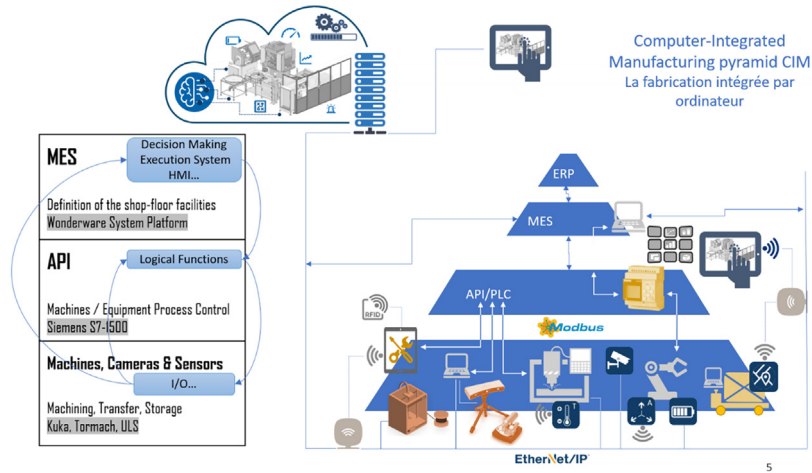 Computer-Integrated
Manufacturing pyramid CIM
La fabrication intégrée par
ordinateur
MES
Decision Making
Execution System
HMI...
Definition of the shop-floor facilities
Wonderware System Platform
API
Logical Functions
Machines / Equipment Process Control
Siemens S7-1500
Machines, Cameras & Sensors
I/O...
Machining, Transfer, Storage
Kuka, Tormach, ULS
ERP
MES
API/PLC
RFID
Modbus
T
A
EtherNet/IP
5